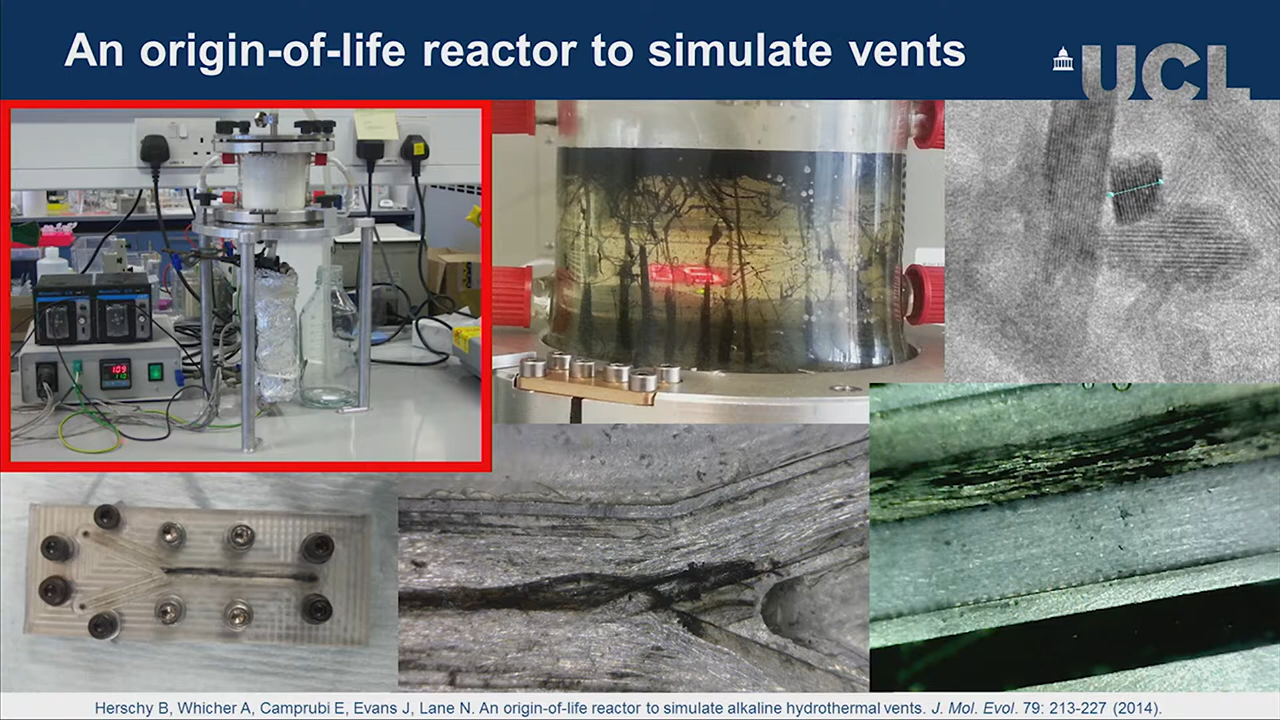 An origin-of-life reactor to simulate vents
UCL
109
110
Herschy B, Whicher A, Camprubi E, Evans J, Lane N. An origin-of-life reactor to simulate alkaline hydrothermal vents. J. Mol. Evol. 79: 213-227 (2014).